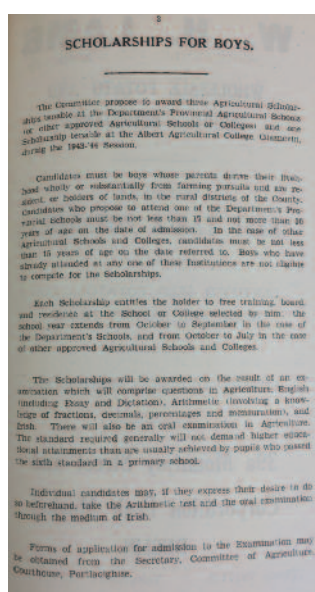 3
SCHOLARSHIPS FOR BOYS.
The Committee propose to award three Agricultural Scholar-
ships tenable at the Department's Provincial Agricultural Schools
(or other approved Agricultural Schools or Colleges) and one
Scholarship tenable at the Albert Agricultural College, Glasnevin,
during the 1943-'44 Session.
Candidates must be boys whose parents derive their liveli-
hood wholly or substantially from farming pursuits and are re-
sident, or holders of lands, in the rural districts of the County.
Candidates who propose to attend one of the Department's Pro-
vincial Schools must be not less than 17 and not more than
years of age on the date of admission. In the case of other
Agricultural Schools and Colleges, candidates must be not less
than 15 years of age on the date referred to. Boys who have
already attended at any one of these Institutions are not eligible
to compete for the Scholarships.
Each Scholarship entitles the holder to free training, board
and residence at the School or College selected by him. the
school year extends from October to September in the case of
the Department's Schools, and from October to July in the case
of other approved Agricultural Schools and Colleges.
The Scholarships will be awarded on the result of an ex-
amination which will comprise questions in Agriculture, English
(including Essay and Dictation), Arithmetic (involving a know-
ledge of fractions, decimals, percentages and mensuration), and
Irish. There will also be an oral examination in Agriculture.
The standard required generally will not demand higher educa-
tional attainments than are usually achieved by pupils who passed
the sixth standard in a primary school.
Individual candidates may, if they express their desire to do
so beforehand, take the Arithmetic test and the oral examination
through the medium of Irish.
Forms of application for admission to the Examination may
be obtained from the Secretary, Committee of Agriculture,
Courthouse, Portlaoighise.